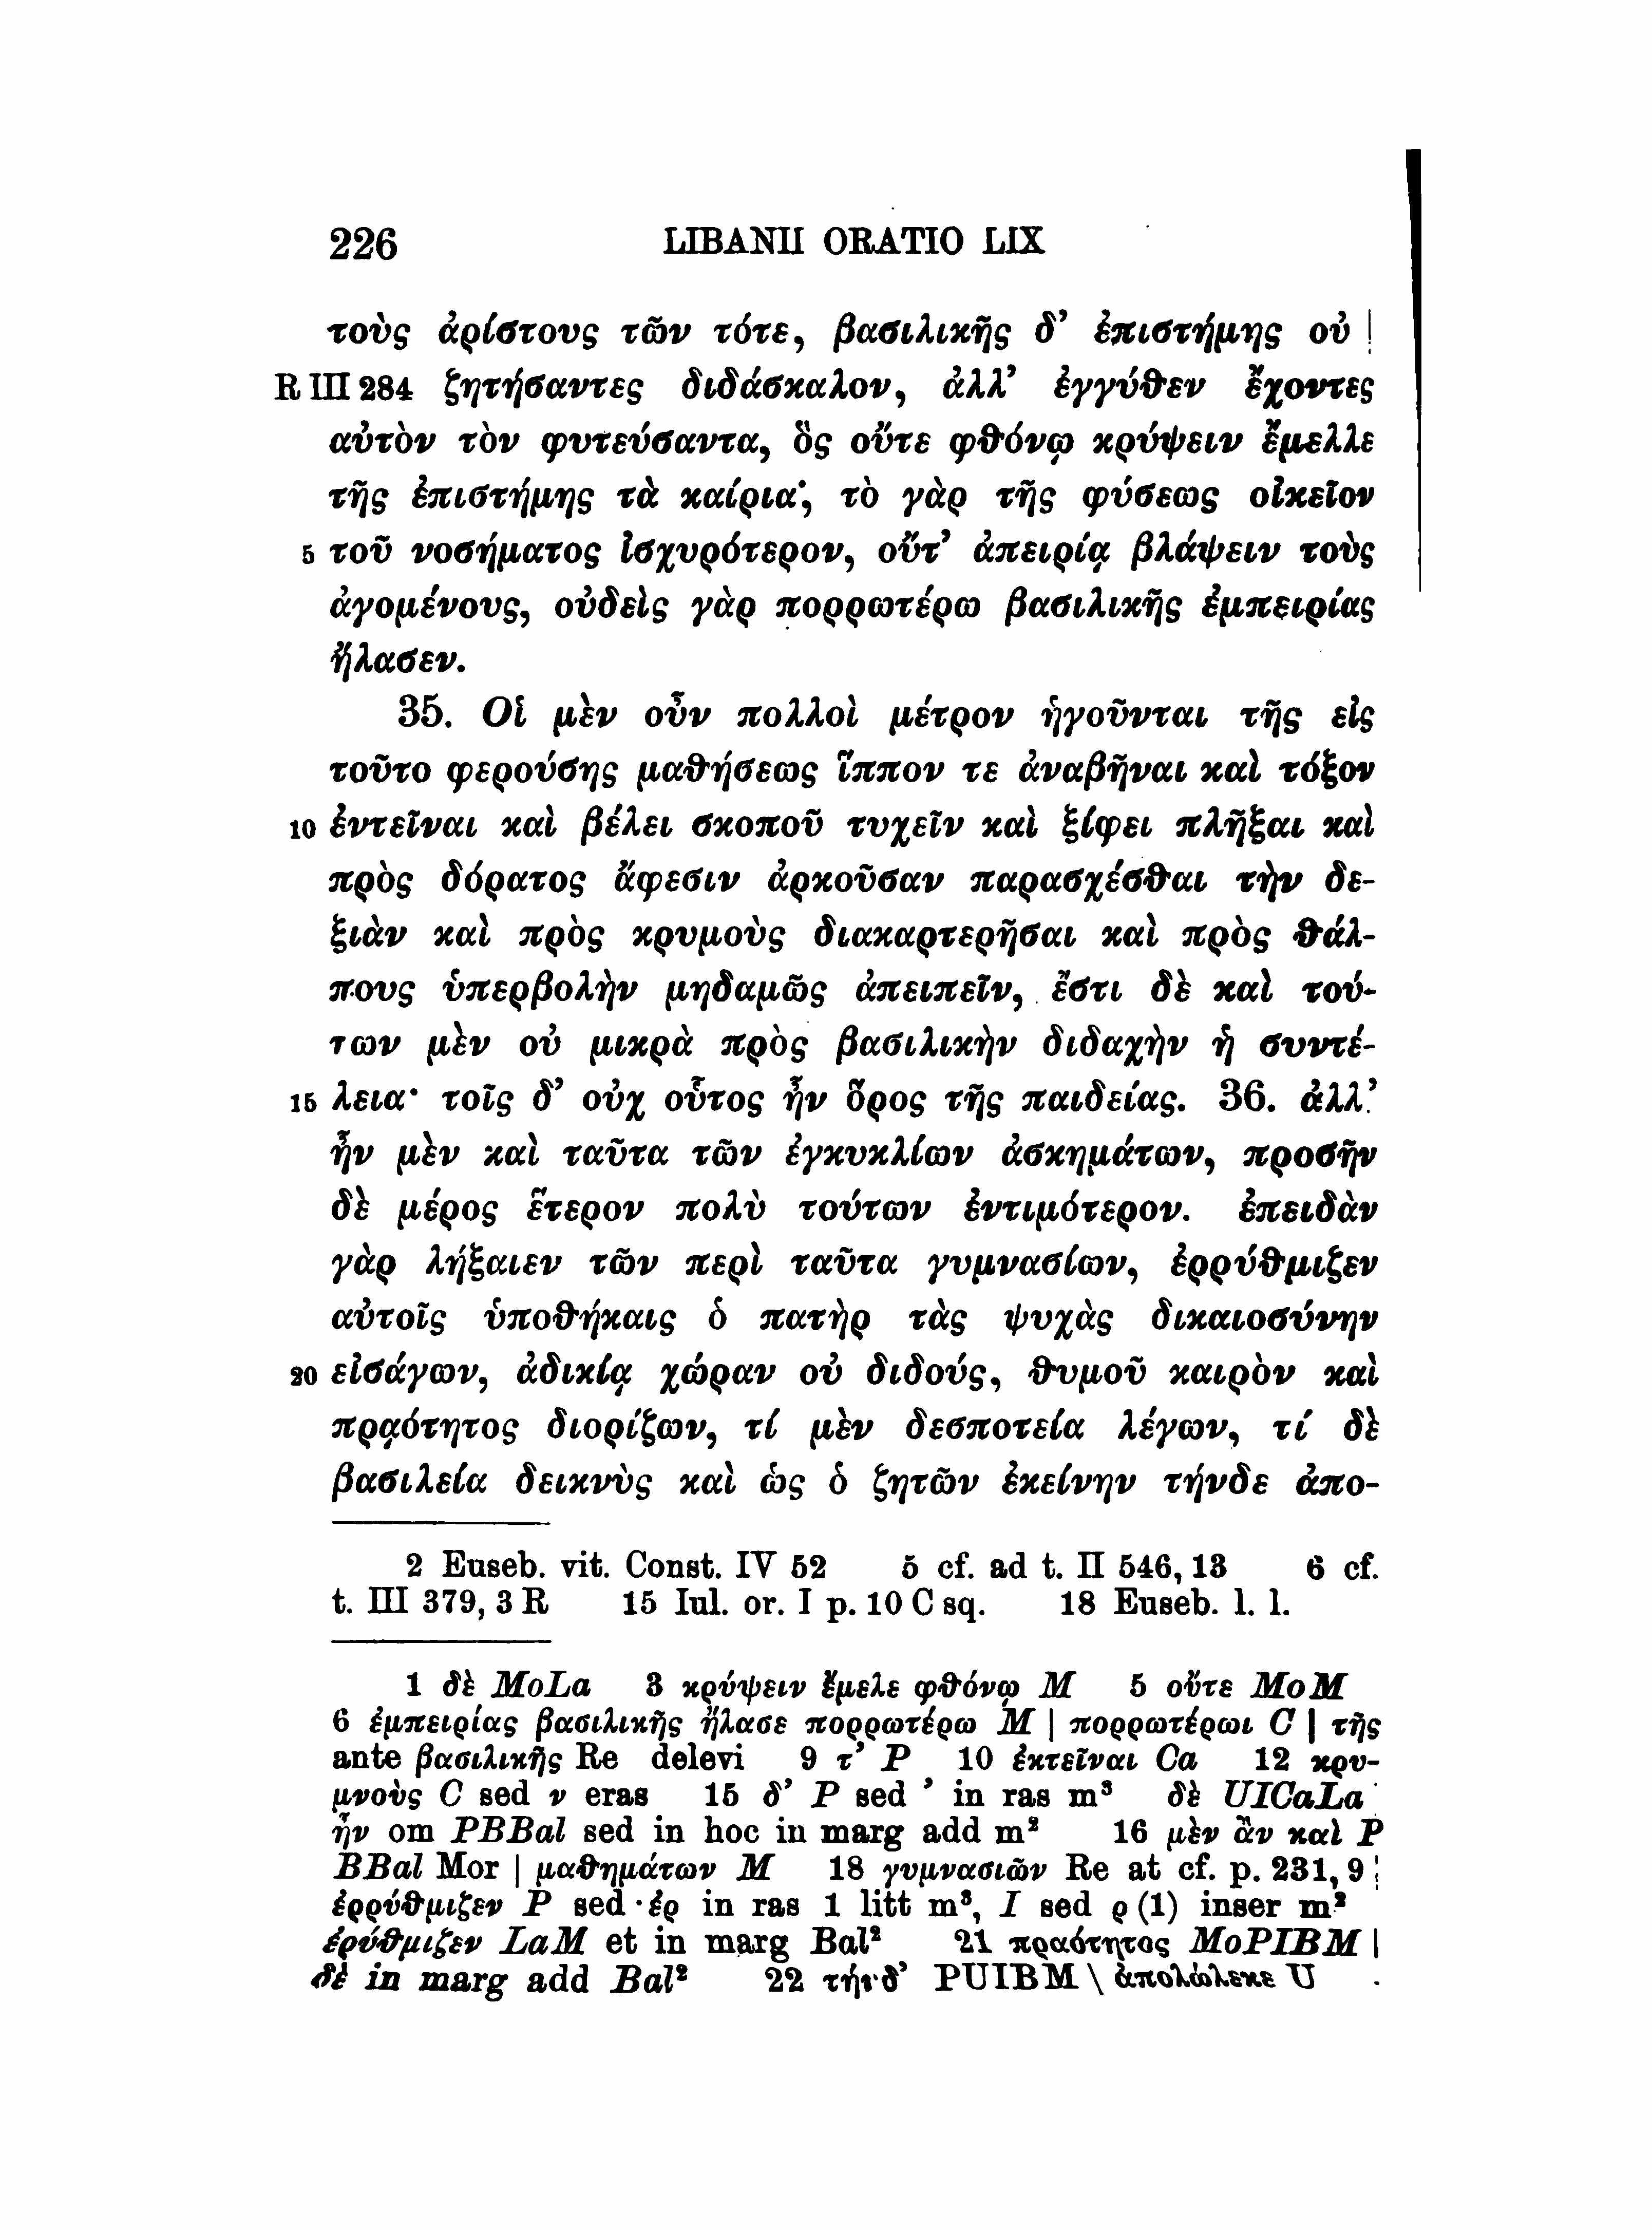 226 LIBANII ORATIO LIX
τοὺς ἀρίστους τῶν τότε, βασιλικῆς δ’ ἐπιστήμης οὐ |
R III 284 ζητήσαντες διδάσκαλον, ἀλλ’ ἐγγύθεν ἔχοντες
αὐτὸν τὸν φυτεύσαντα, ὃς οὔτε φθόνῳ κρύψειν ἔμελλε
τῆς ἐπιστήμης τὰ καίρια, τὸ γὰρ τῆς φύσεως οἰκεῖον
5 τοῦ νοσήματος ἰσχυρότερον, οὔτ’ ἀπειρίᾳ βλάψειν τοὺς
ἀγομένους, οὐδεὶς γὰρ πορρωτέρω βασιλικῆς ἐμπειρίας
ἤλασεν.
35. Οἱ μὲν οὖν πολλοὶ μέτρον ἡγοῦνται τῆς εἰς
τοῦτο φερούσης μαθήσεως ἵππον τε ἀναβῆναι καὶ τόξον
10 ἐντεῖναι καὶ βέλει σκοποῦ τυχεῖν καὶ ξίφει πλῆξαι καὶ
πρὸς δόρατος ἄφεσιν ἀρκοῦσαν παρασχέσθαι τὴν δε-
ξιὰν καὶ πρὸς κρυμοὺς διακαρτερῆσαι καὶ πρὸς θάλ-
πους ὑπερβολὴν μηδαμῶς ἀπειπεῖν, ἔστι δὲ καὶ τού-
των μὲν οὐ μικρὰ πρὸς βασιλικὴν διδαχὴν ἡ συντέ-
15 λεια· τοῖς δ’ οὐχ οὗτος ἦν ὅρος τῆς παιδείας. 36. ἀλλ’
ἦν μὲν καὶ ταῦτα τῶν ἐγκυκλίων ἀσκημάτων, προσῆν
δὲ μέρος ἕτερον πολὺ τούτων ἐντιμότερον. ἐπειδὰν
γὰρ λήξαιεν τῶν περὶ ταῦτα γυμνασίων, ἐρρύθμιζεν
αὐτοῖς ὑποθήκαις ὁ πατὴρ τὰς ψυχὰς δικαιοσύνην
20 εἰσάγων, ἀδικίᾳ χώραν οὐ διδούς, θυμοῦ καιρὸν καὶ
πρᾳότητος διορίζων, τί μὲν δεσποτεία λέγων, τί δὲ
βασιλεία δεικνὺς καὶ ὡς ὁ ζητῶν ἐκείνην τήνδε ἀπο-
2 Euseb. vit. Const. IV 52 5 cf. ad t. II 546, 13 6 cf.
t. III 379, 3 R 15 Iul. or. I p. 10 C sq. 18 Euseb. l. l.
1 δὲ MoLa 3 κρύψειν ἔμελε φθόνῳ M 5 οὔτε MoM
6 ἐμπειρίας βασιλικῆς ἤλασε πορρωτέρω M | πορρωτέρωι C | τῆς
ante βασιλικῆς Re delevi 9 τ’ P 10 ἐκτεῖναι Ca 12 κρυ-
μνοὺς C sed ν eras 15 δ’ P sed ’ in ras m³ δὲ UICaLa
ἦν om PBBal sed in hoc in marg add m² 16 μὲν ἂν καὶ P
BBal Mor | μαθημάτων M 18 γυμνασιῶν Re at cf. p. 231, 9 |
ἐρρύθμιζεν P sed ἐρ in ras 1 litt m³, I sed ρ (1) inser m²
ἐρύθμιζεν LaM et in marg Bal² 21 πραότητος MoPIBM |
δὲ in marg add Bal² 22 τήνδ’ PUIBM \ ἀπολώλεκε U